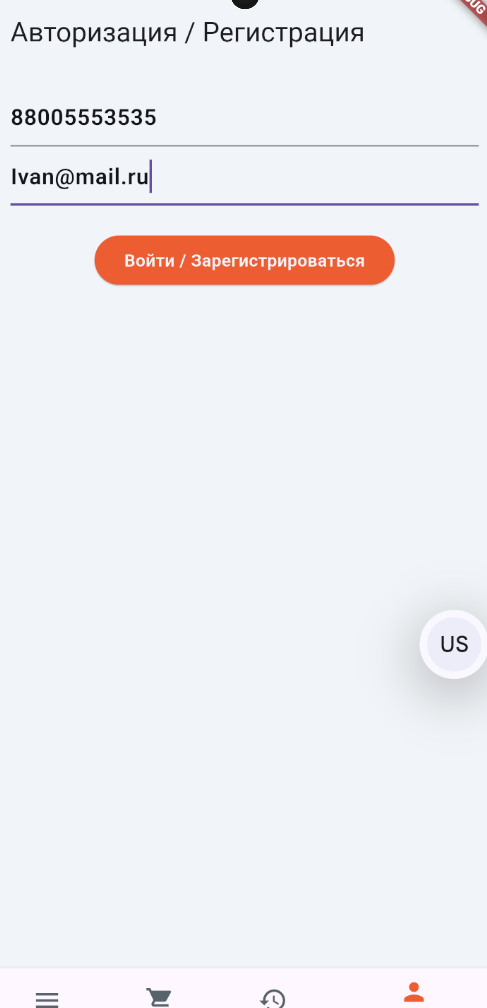 Авторизация / Регистрация
88005553535
Ivan@mail.ru
Войти / Зарегистрироваться
US